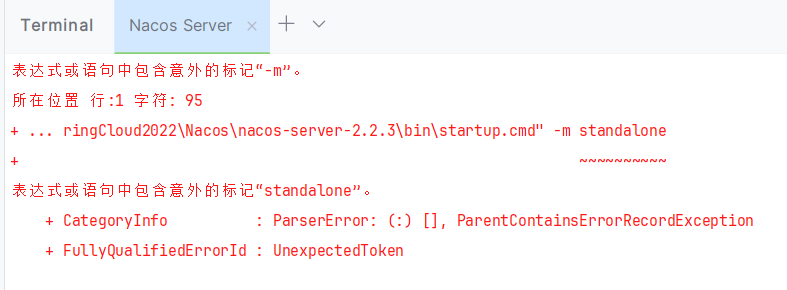 Terminal Nacos Server
表达式或语句中包含意外的标记“-m”。
所在位置 行:1 字符: 95
+ ... ringCloud2022\Nacos\nacos-server-2.2.3\bin\startup.cmd" -m standalone
+ ~~~~~~~~~~
表达式或语句中包含意外的标记“standalone”。
+ CategoryInfo : ParserError: (:) [], ParentContainsErrorRecordException
+ FullyQualifiedErrorId : UnexpectedToken